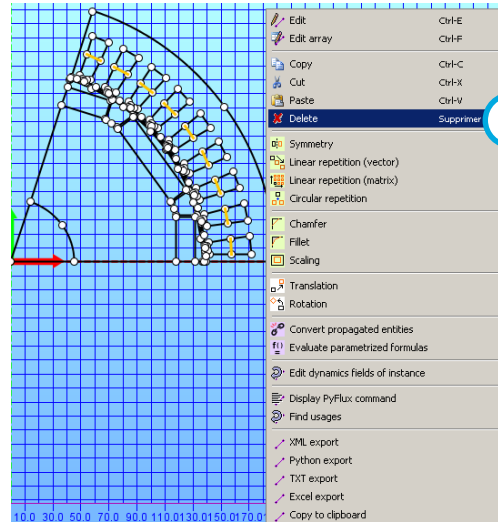 Edit Ctrl-E
Edit array Ctrl-F
Copy Ctrl-C
Cut Ctrl-X
Paste Ctrl-V
Delete Supprimer
Symmetry
Linear repetition (vector)
Linear repetition (matrix)
Circular repetition
Chamfer
Fillet
Scaling
Translation
Rotation
Convert propagated entities
f() Evaluate parametrized formulas
Edit dynamics fields of instance
Display PyFlux command
Find usages
XML export
Python export
TXT export
Excel export
Copy to clipboard
10.0 30.0 50.0 70.0 90.0 110.0130.0150170.0